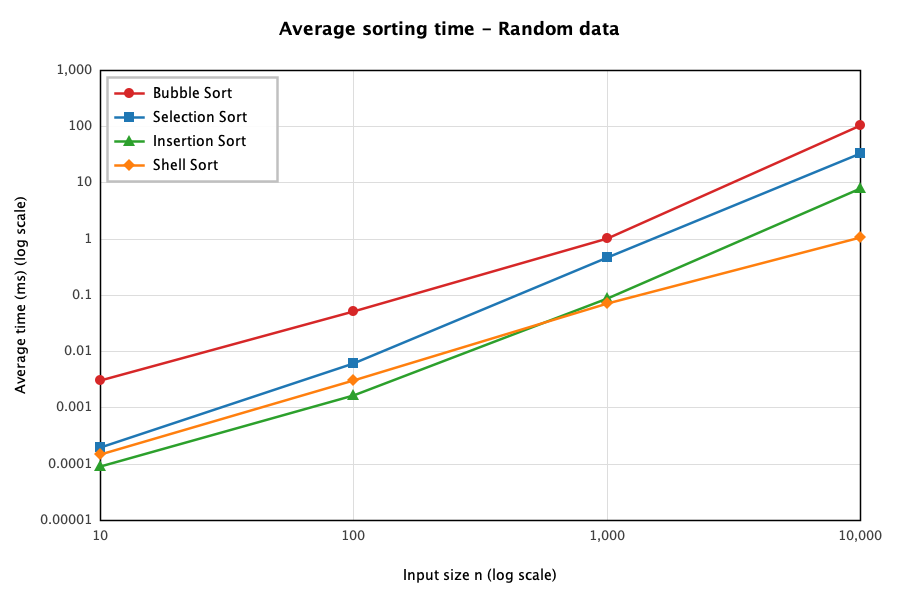 Average sorting time – Random data
1,000
100
10
1
0.1
0.01
0.001
0.0001
0.00001
Bubble Sort
Selection Sort
Insertion Sort
Shell Sort
Average time (ms) (log scale)
10
100
1,000
10,000
Input size n (log scale)